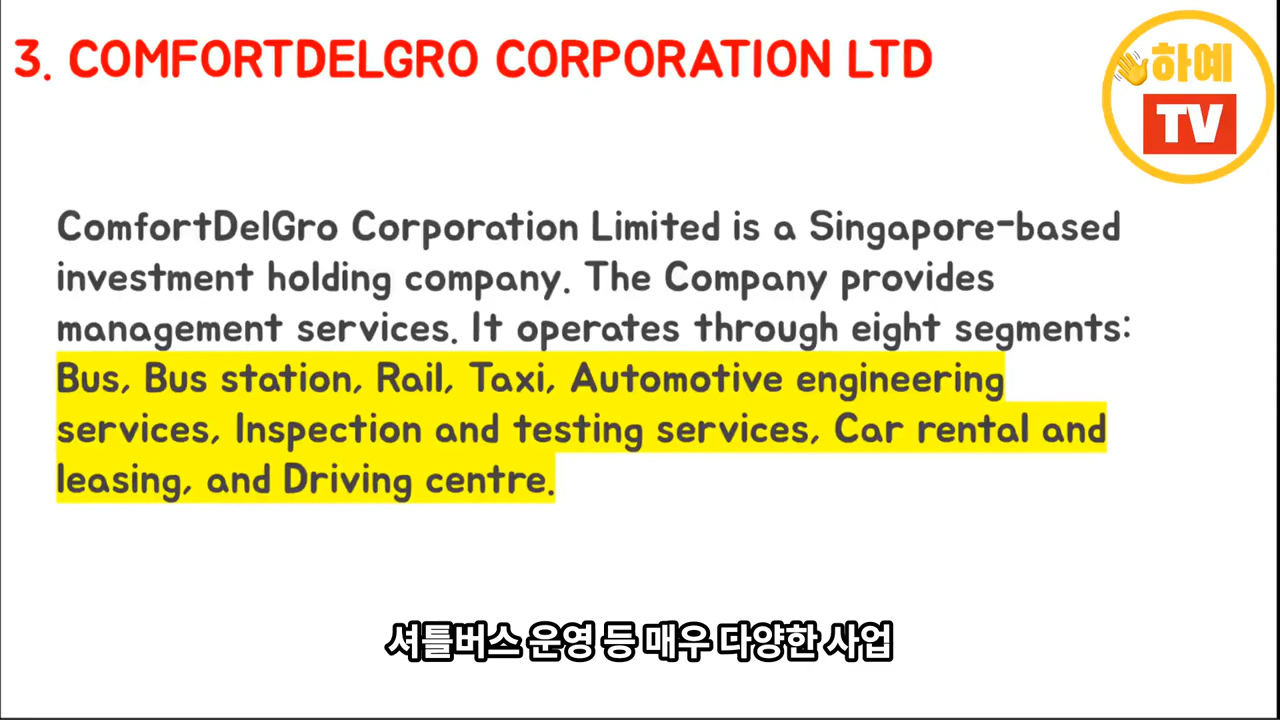 3. COMFORTDELGRO CORPORATION LTD
하예
TV
ComfortDelGro Corporation Limited is a Singapore-based
investment holding company. The Company provides
management services. It operates through eight segments:
Bus, Bus station, Rail, Taxi, Automotive engineering
services, Inspection and testing services, Car rental and
leasing, and Driving centre.
셔틀버스 운영 등 매우 다양한 사업